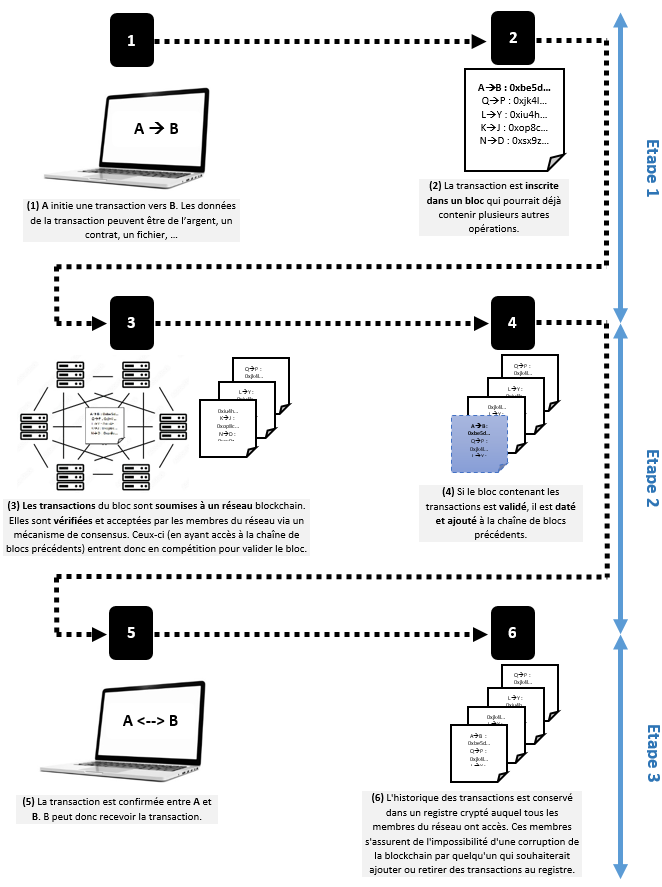 1
2
A → B
A→B : 0xbe5d...
Q→P : 0xjk4l...
L→Y : 0xiu4h...
K→J : 0xop8c...
N→D : 0xsx9z...
(1) A initie une transaction vers B. Les données
de la transaction peuvent être de l'argent, un
contrat, un fichier, ...
(2) La transaction est inscrite
dans un bloc qui pourrait déjà
contenir plusieurs autres
opérations.
Etape 1
3
4
Q→P :
0xjk4l...
L→Y :
0xiu4h...
K→J :
0xop8c...
N→D :
Q→P :
0xjk4l...
L→Y :
0xjk4l...
A→B:
0xbe5d...
Q→P :
0xjk4l...
L→Y:
(3) Les transactions du bloc sont soumises à un réseau blockchain.
Elles sont vérifiées et acceptées par les membres du réseau via un
mécanisme de consensus. Ceux-ci (en ayant accès à la chaîne de
blocs précédents) entrent donc en compétition pour valider le bloc.
(4) Si le bloc contenant les
transactions est validé, il est daté
et ajouté à la chaîne de blocs
précédents.
Etape 2
5
6
A <--> B
Q→P :
0xjk4l...
L→Y :
0xjk4l...
A→B :
0xbe5d...
Q→P :
0xjk4l...
L→Y:
(5) La transaction est confirmée entre A et
B. B peut donc recevoir la transaction.
(6) L'historique des transactions est conservé
dans un registre crypté auquel tous les
membres du réseau ont accès. Ces membres
s'assurent de l'impossibilité d'une corruption de
la blockchain par quelqu'un qui souhaiterait
ajouter ou retirer des transactions au registre.
Etape 3